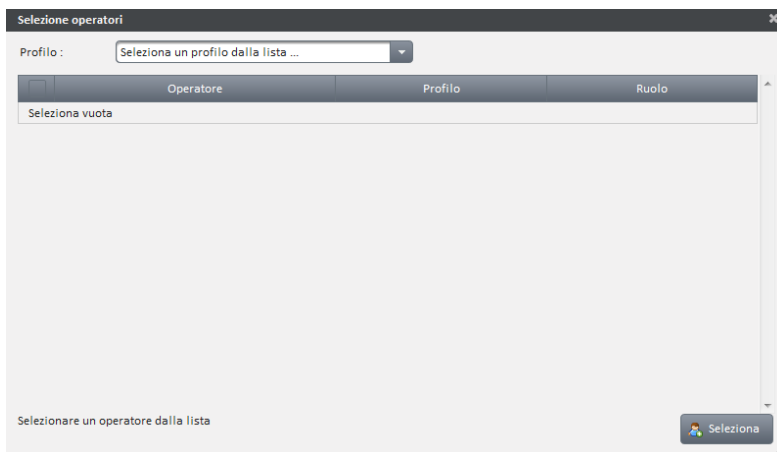 Selezione operatori
Profilo :
Seleziona un profilo dalla lista ...
Operatore Profilo Ruolo
Seleziona vuota
Selezionare un operatore dalla lista
Seleziona